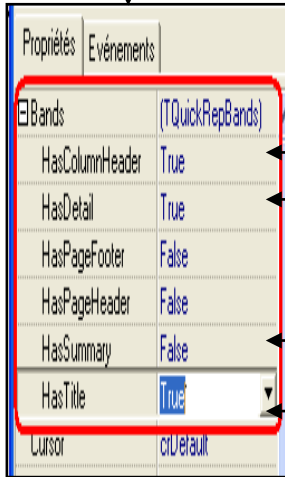 Propriétés Evénements
Bands (TQuickRepBands)
HasColumnHeader True
HasDetail True
HasPageFooter False
HasPageHeader False
HasSummary False
HasTitle True
Cursor crDefault